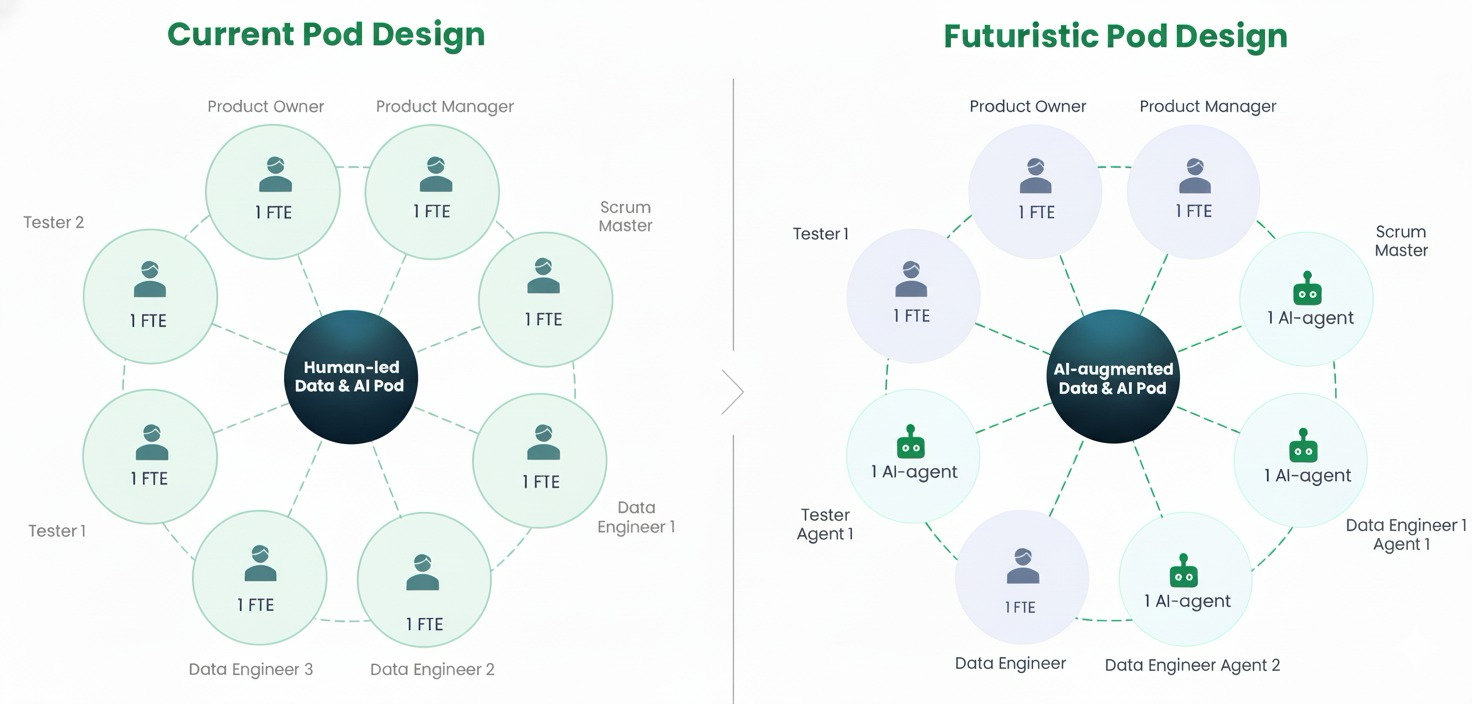 Current Pod Design
Product Owner
Product Manager
1 FTE
1 FTE
Scrum
Master
Tester 2
1 FTE
1 FTE
Human-led
Data & AI Pod
1 FTE
1 FTE
Tester 1
Data
Engineer 1
1 FTE
1 FTE
Data Engineer 3
Data Engineer 2
Futuristic Pod Design
Product Owner
Product Manager
1 FTE
1 FTE
Tester 1
Scrum
Master
1 FTE
1 AI-agent
AI-augmented
Data & AI Pod
1 AI-agent
1 AI-agent
Tester
Agent 1
Data Engineer 1
Agent 1
1 FTE
1 AI-agent
Data Engineer
Data Engineer Agent 2